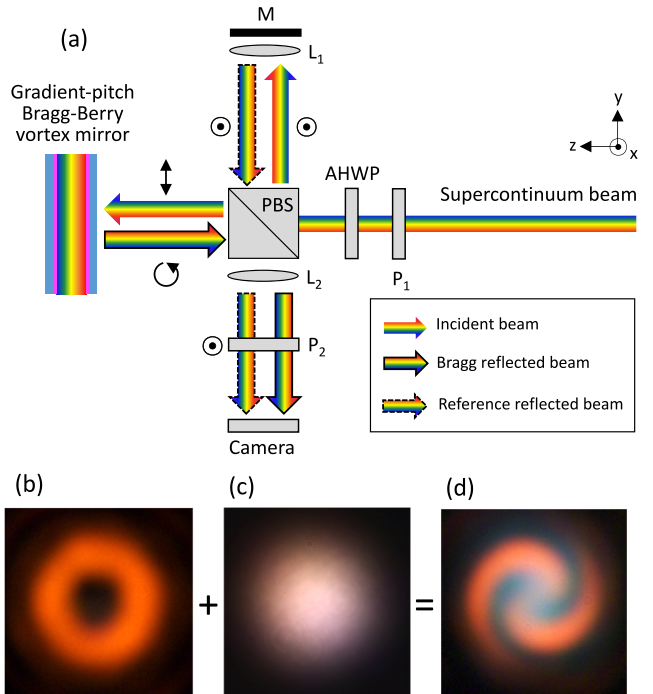 (a)
M
L1
Gradient-pitch
Bragg-Berry
vortex mirror
y
z
x
AHWP
PBS
Supercontinuum beam
P1
L2
Incident beam
P2
Bragg reflected beam
Reference reflected beam
Camera
(b)
(c)
(d)
+
=